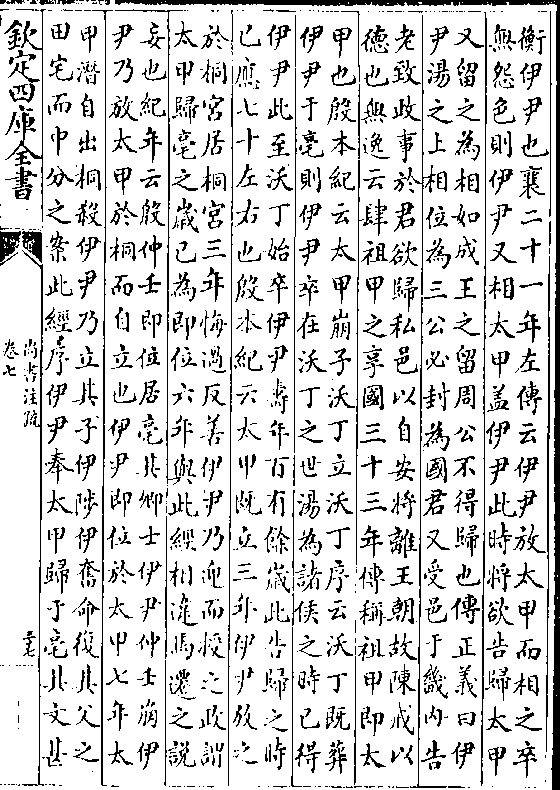 衡伊尹也襄二十一年左傳云伊尹放太甲而相之卒
無怨色則伊尹又相太甲蓋伊尹此時將欲告歸太甲
又留之為相如成王之留周公不得歸也傳正義曰伊
尹湯之上相位為三公必封為國君又受邑于畿內告
老致政事於君欲歸私邑以自安將離王朝故陳戒以
德也無逸云肆祖甲之享國三十三年傳稱祖甲即太
甲也殷本紀云太甲崩子沃丁立沃丁序云沃丁既葬
伊尹于亳則伊尹卒在沃丁之世湯為諸侯之時已得
伊尹此至沃丁始卒伊尹壽年百有餘歲此告歸之時
已應七十左右也殷本紀云太甲既立三年伊尹放之
於桐宮居桐宮三年悔過反善伊尹乃迎而授之政謂
太甲歸亳之歲已為即位六年與此經相違馬遷之說
妄也紀年云殷仲壬即位居亳其卿士伊尹仲壬崩伊
尹乃放太甲於桐而自立也伊尹即位於太甲七年太
甲潛自出桐殺伊尹乃立其子伊陟伊奮命復其父之
田宅而中分之案此經序伊尹奉太甲歸于亳其文甚
欽定四庫全書
尚書注疏
卷七